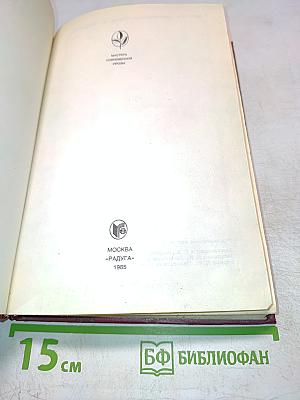 МАСТЕРА
СОВРЕМЕННОЙ
ПРОЗЫ
МОСКВА
«РАДУГА»
1985
15 см
БФ БИБЛИОФАН